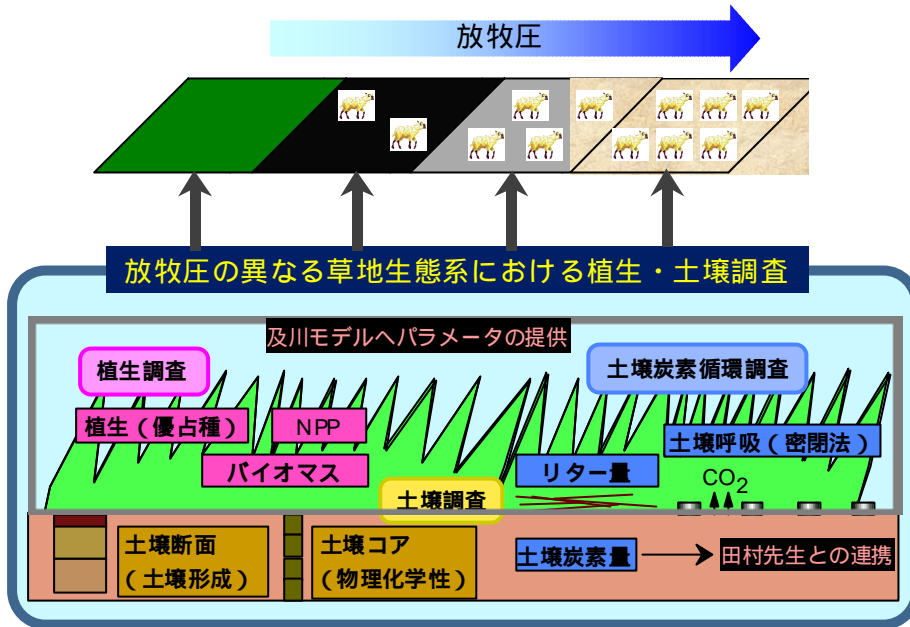 放牧圧
放牧圧の異なる草地生態系における植生・土壌調査
及川モデルへパラメータの提供
植生調査
土壌炭素循環調査
植生（優占種）
NPP
土壌呼吸（密閉法）
バイオマス
リター量
CO2
土壌調査
土壌断面
（土壌形成）
土壌コア
（物理化学性）
土壌炭素量
田村先生との連携